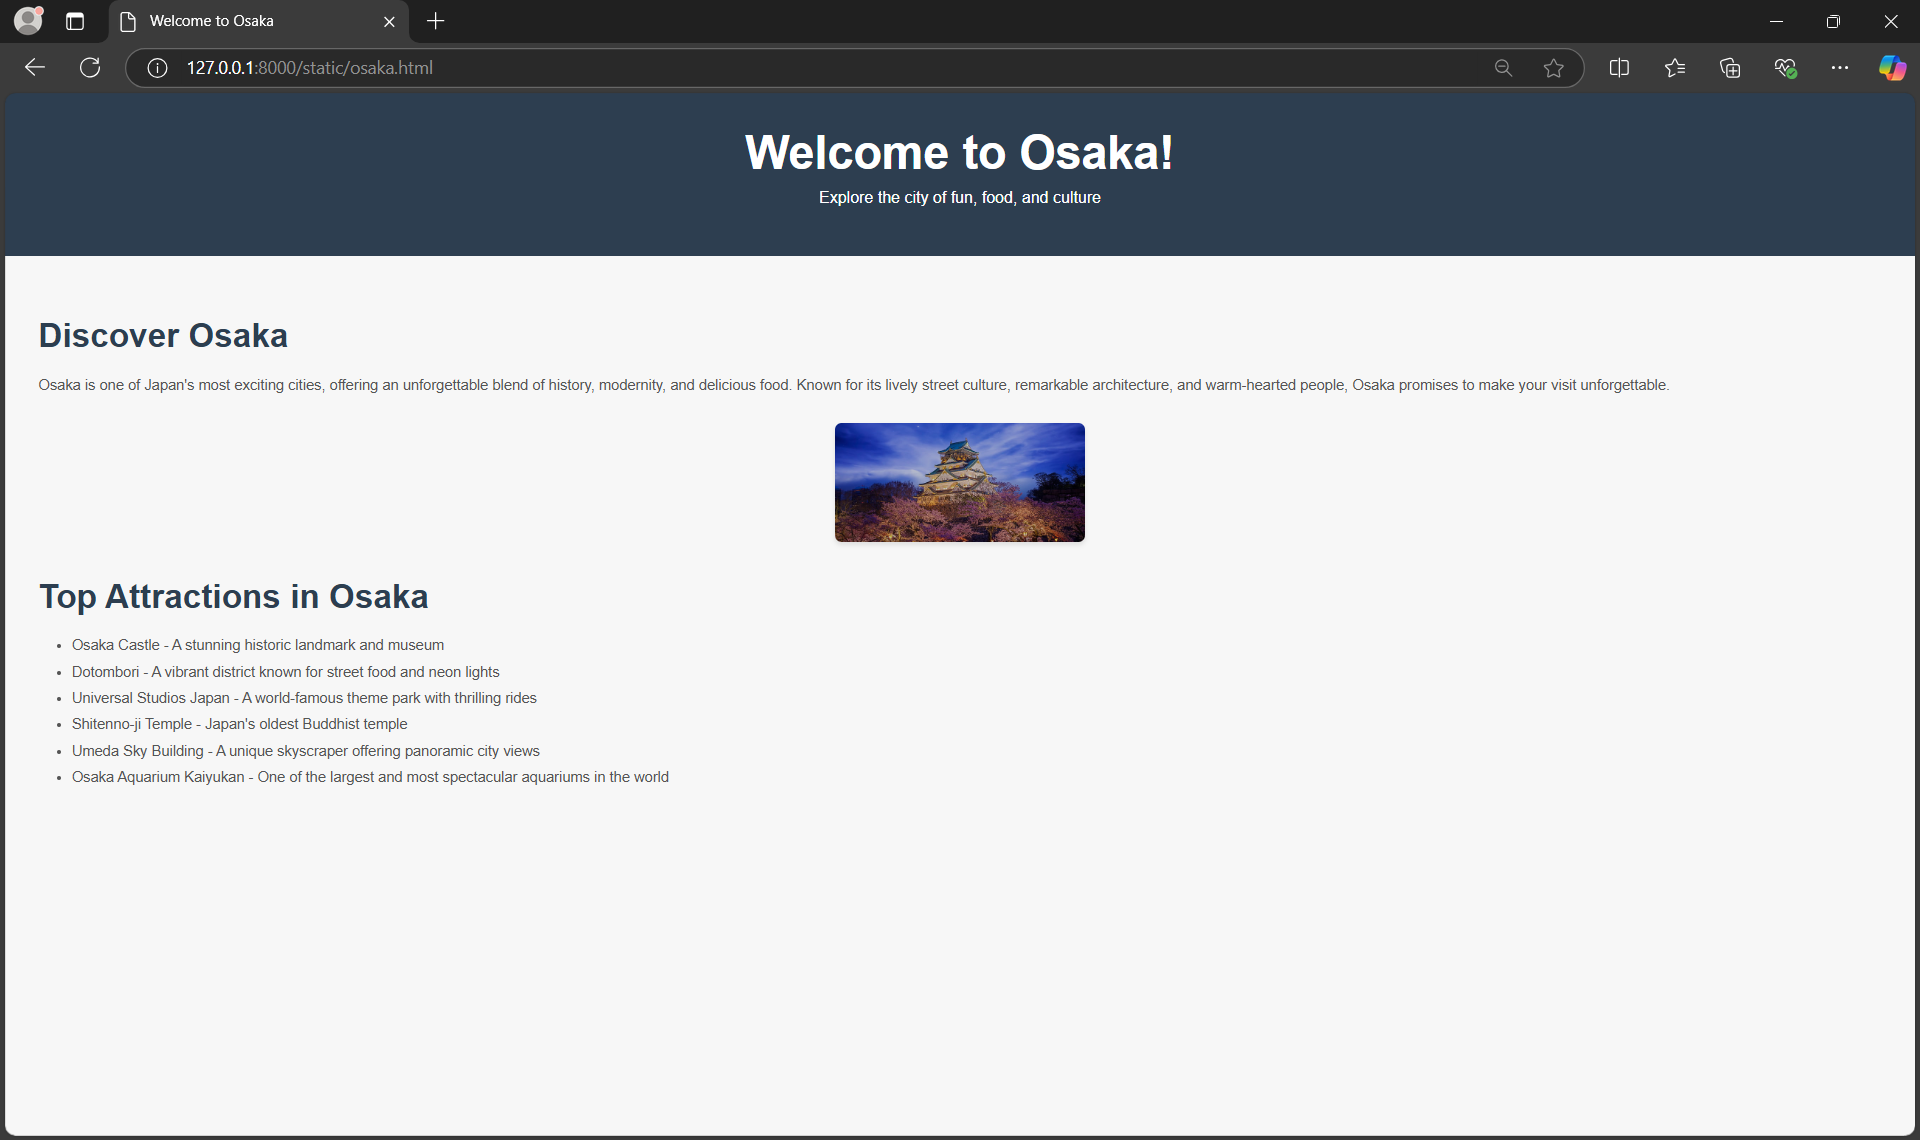 Welcome to Osaka
127.0.0.1:8000/static/osaka.html
Welcome to Osaka!
Explore the city of fun, food, and culture
Discover Osaka
Osaka is one of Japan's most exciting cities, offering an unforgettable blend of history, modernity, and delicious food. Known for its lively street culture, remarkable architecture, and warm-hearted people, Osaka promises to make your visit unforgettable.
Top Attractions in Osaka
• Osaka Castle - A stunning historic landmark and museum
• Dotombori - A vibrant district known for street food and neon lights
• Universal Studios Japan - A world-famous theme park with thrilling rides
• Shitenno-ji Temple - Japan's oldest Buddhist temple
• Umeda Sky Building - A unique skyscraper offering panoramic city views
• Osaka Aquarium Kaiyukan - One of the largest and most spectacular aquariums in the world